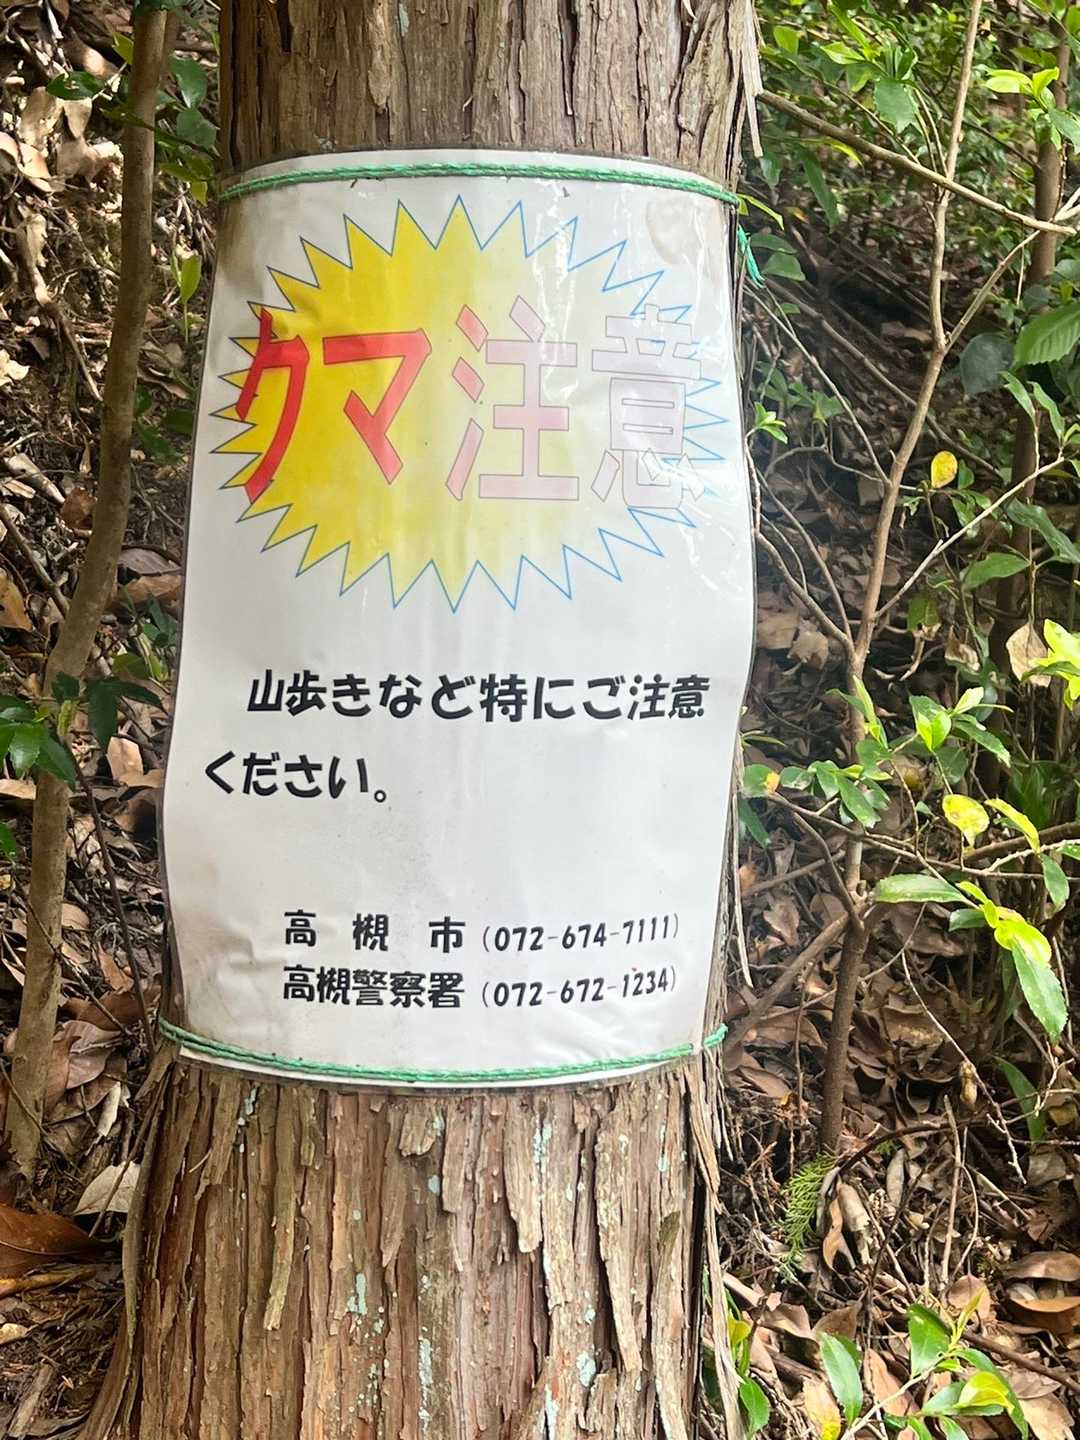 クマ注意
山歩きなど特にご注意
ください。
高　槻　市（072-674-7111）
高槻警察署（072-672-1234）